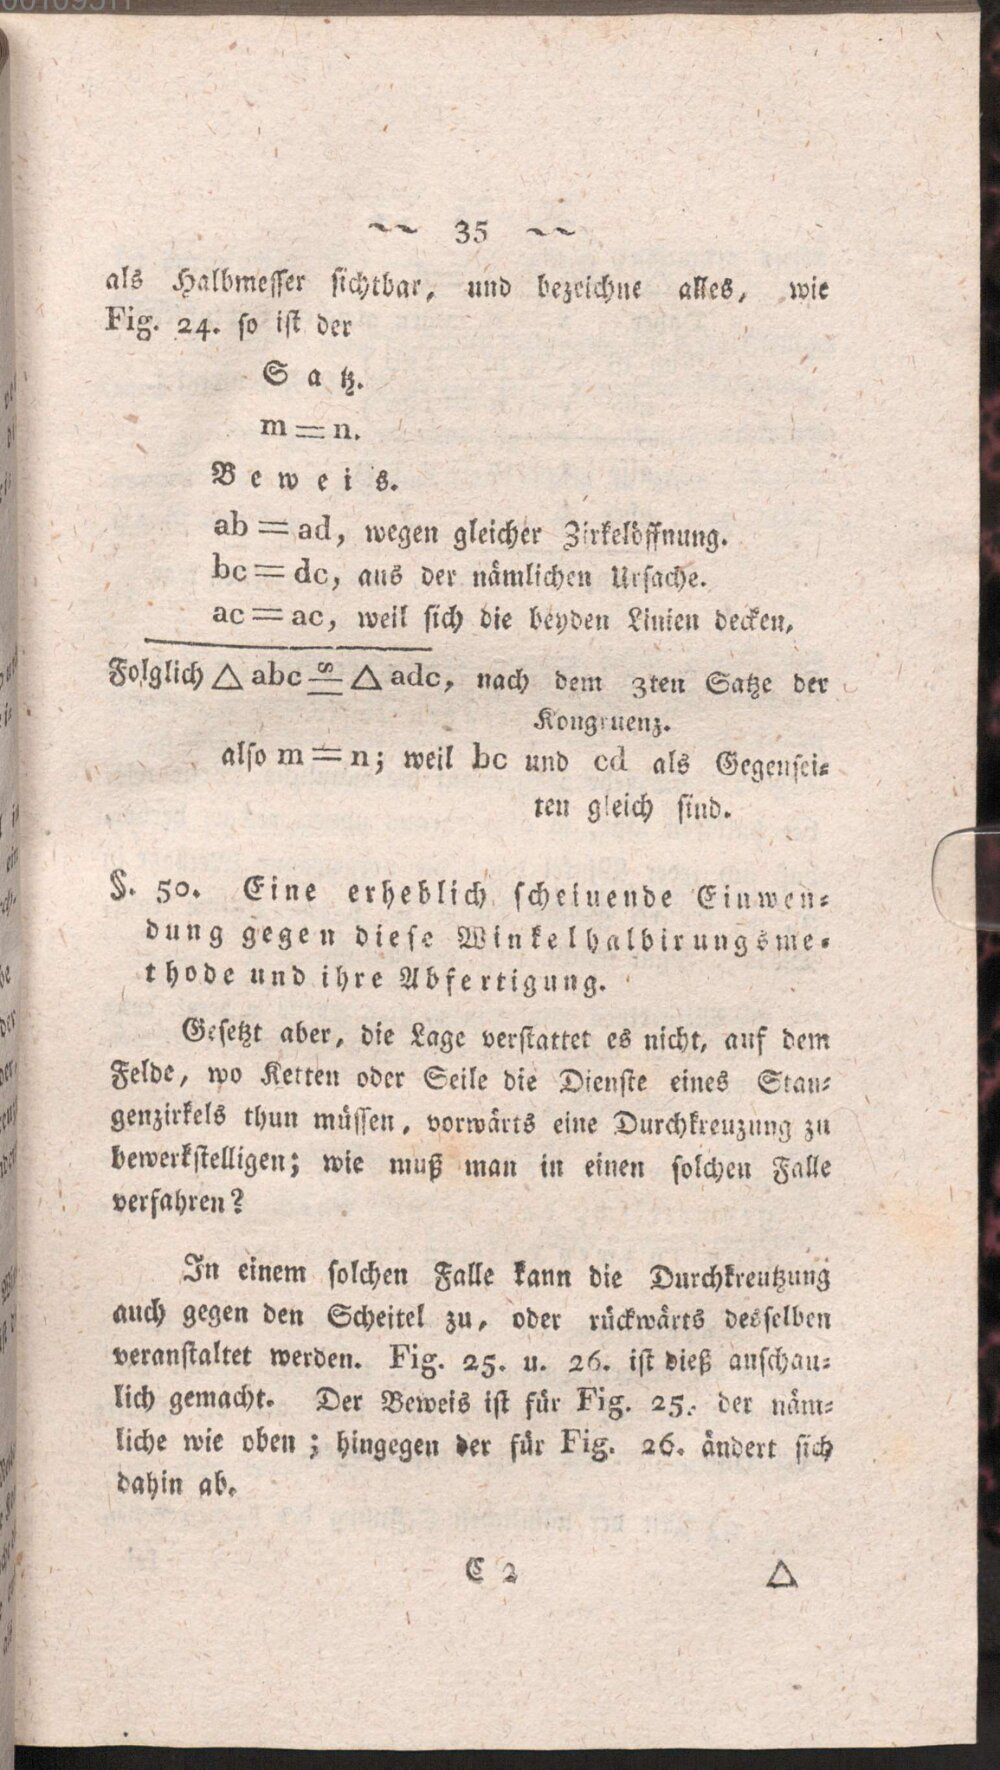 ~~ 35 ~~
als Halbmesser sichtbar, und bezeichne alles, wie
Fig. 24. so ist der
Satz.
m = n.
Beweis.
ab = ad, wegen gleicher Zirkelöffnung.
bc = dc, aus der nämlichen Ursache.
ac = ac, weil sich die beyden Linien decken,
Folglich △ abc ≅ △ adc, nach dem 3ten Satze der
Kongruenz.
also m = n; weil bc und cd als Gegensei-
ten gleich sind.
§. 50. Eine erheblich scheinende Einwen-
dung gegen diese Winkelhalbirungsme-
thode und ihre Abfertigung.
Gesetzt aber, die Lage verstattet es nicht, auf dem
Felde, wo Ketten oder Seile die Dienste eines Stan-
genzirkels thun müssen, vorwärts eine Durchkreuzung zu
bewerkstelligen; wie muß man in einen solchen Falle
verfahren?
In einem solchen Falle kann die Durchkreutzung
auch gegen den Scheitel zu, oder rückwärts desselben
veranstaltet werden. Fig. 25. u. 26. ist dieß anschau-
lich gemacht. Der Beweis ist für Fig. 25. der näm-
liche wie oben; hingegen der für Fig. 26. ändert sich
dahin ab.
C 2 △